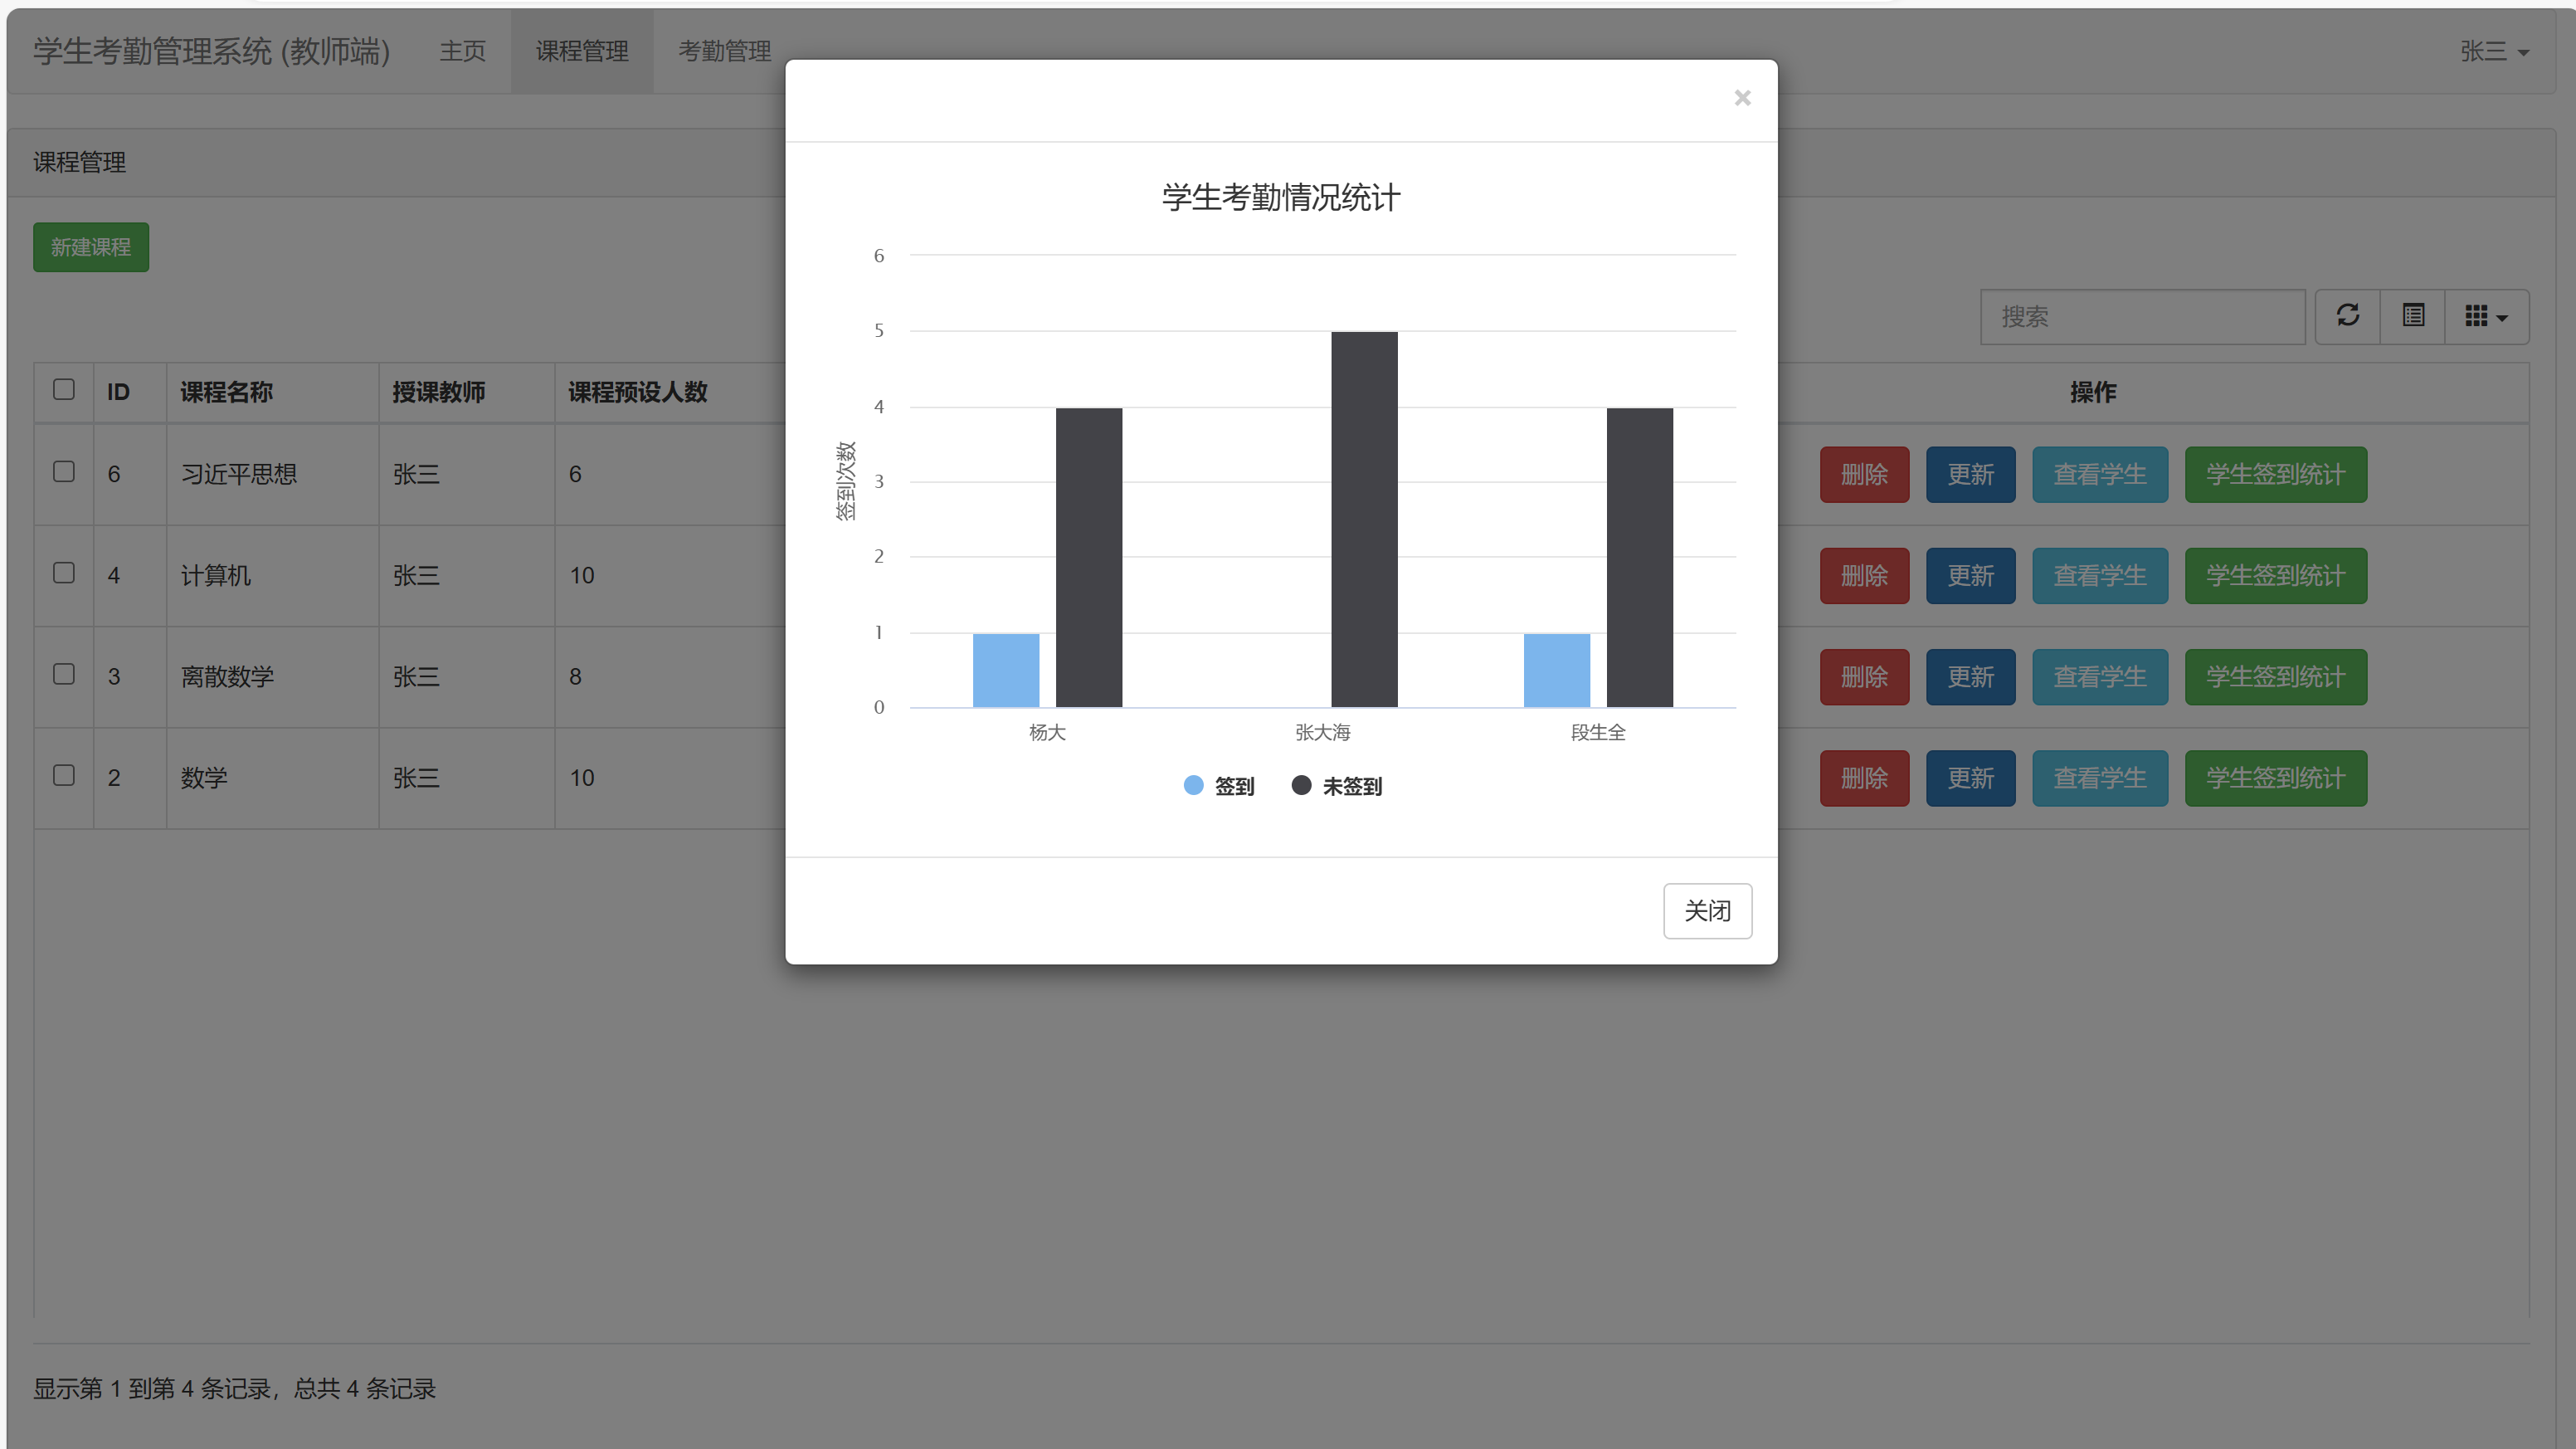 学生考勤管理系统 (教师端) 主页 课程管理 考勤管理 张三
课程管理
新建课程
搜索
ID 课程名称 授课教师 课程预设人数 操作
6 习近平思想 张三 6 删除 更新 查看学生 学生签到统计
4 计算机 张三 10 删除 更新 查看学生 学生签到统计
3 离散数学 张三 8 删除 更新 查看学生 学生签到统计
2 数学 张三 10 删除 更新 查看学生 学生签到统计
显示第 1 到第 4 条记录，总共 4 条记录
×
学生考勤情况统计
签到次数
6
5
4
3
2
1
0
杨大 张大海 段生全
签到 未签到
关闭